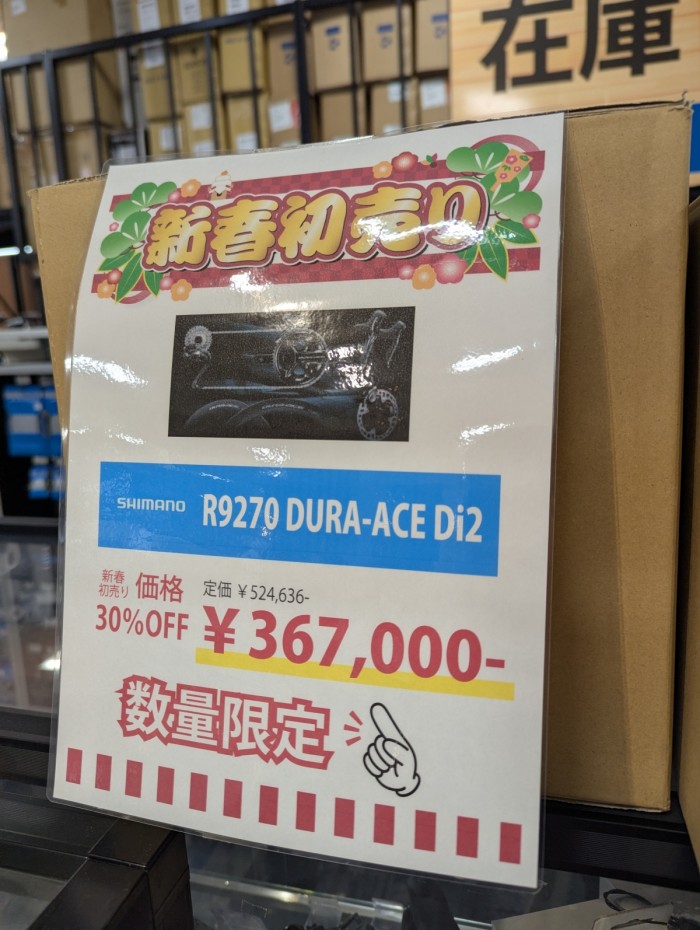 在庫
新春初売り
SHIMANO R9270 DURA-ACE Di2
新春
初売り 価格 定価 ￥524,636-
30%OFF ￥367,000-
数量限定